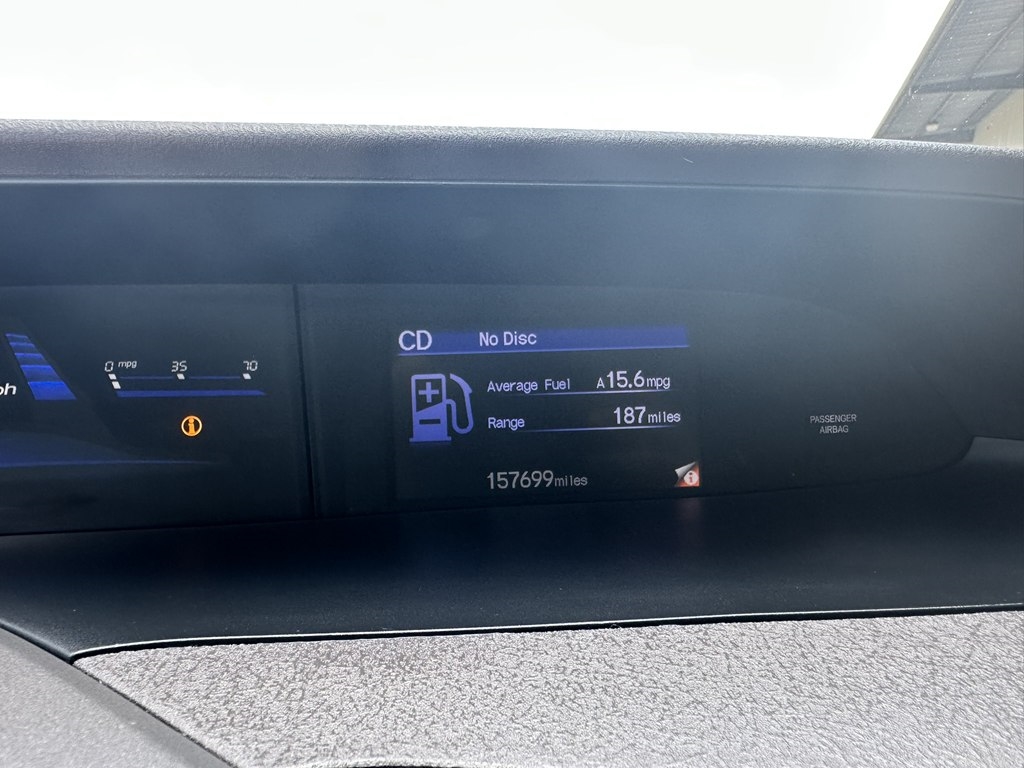 CD No Disc
0 mpg 35 70
Average Fuel A15.6mpg
Range 187miles
PASSENGER
AIRBAG
157699miles